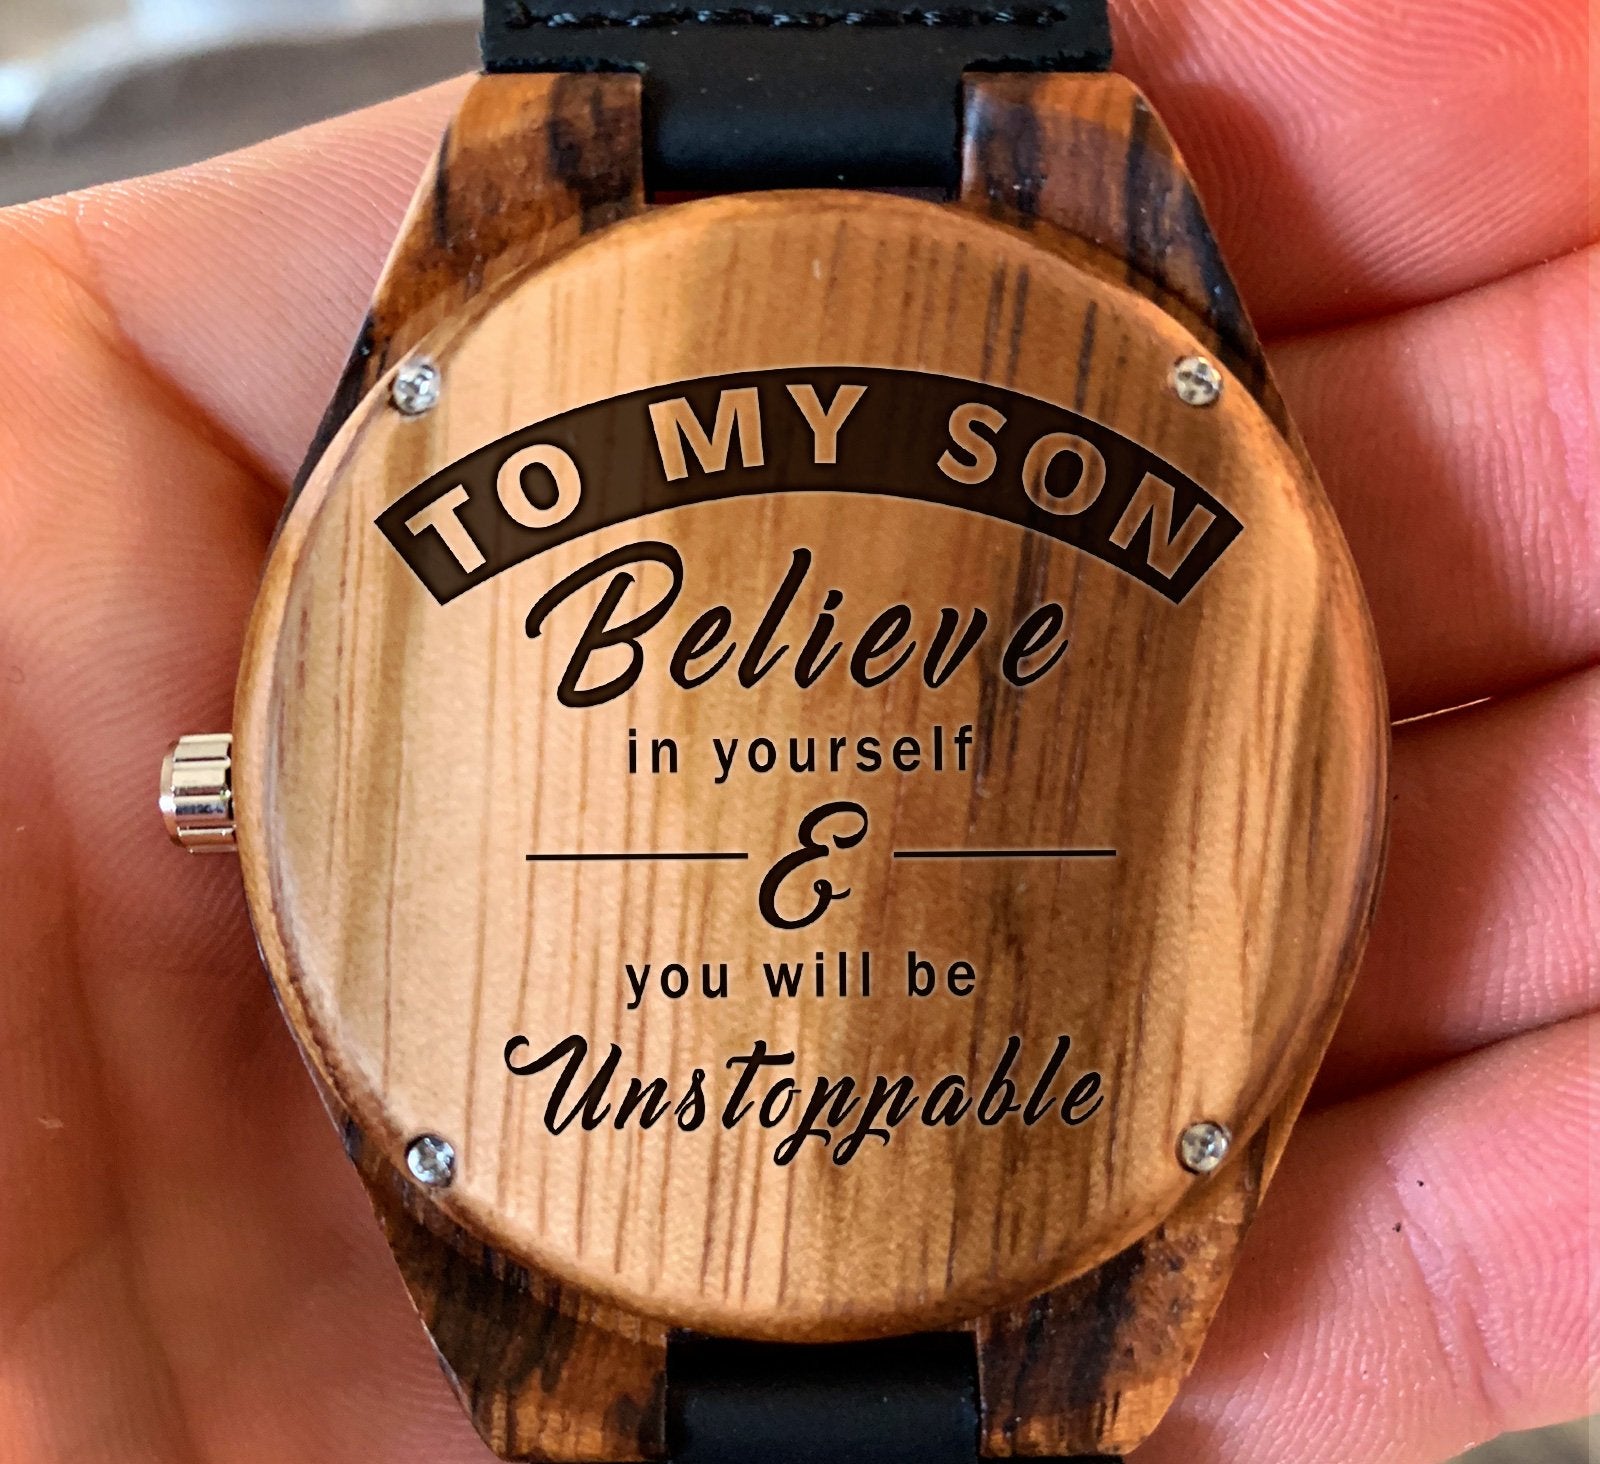 TO MY SON
Believe
in yourself
&
you will be
Unstoppable